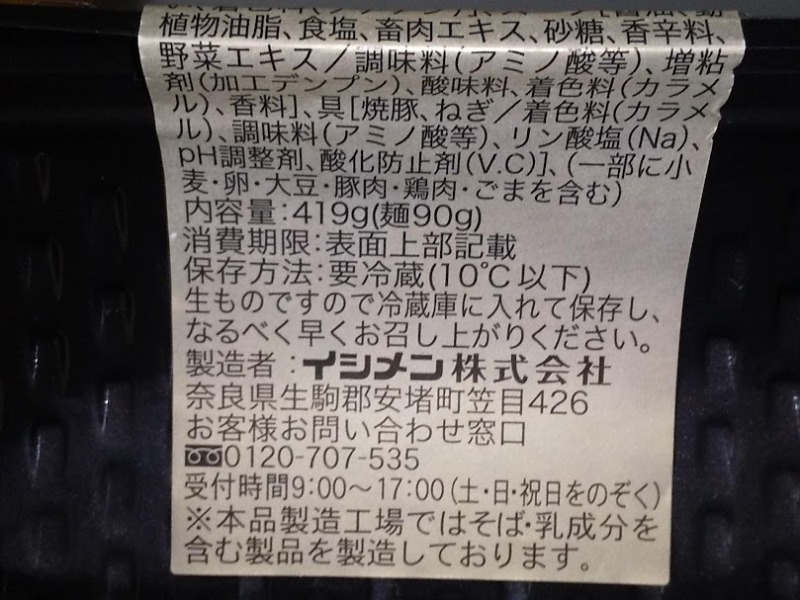 植物油脂、食塩、畜肉エキス、砂糖、香辛料、
野菜エキス／調味料(アミノ酸等)、増粘
剤(加工デンプン)、酸味料、着色料(カラメ
ル)、香料]、具[焼豚、ねぎ／着色料(カラメ
ル)、調味料(アミノ酸等)、リン酸塩(Na)、
pH調整剤、酸化防止剤(V.C)]、(一部に小
麦・卵・大豆・豚肉・鶏肉・ごまを含む)
内容量：419g(麺90g)
消費期限：表面上部記載
保存方法：要冷蔵(10℃以下)
生ものですので冷蔵庫に入れて保存し、
なるべく早くお召し上がりください。
製造者：イシメン株式会社
奈良県生駒郡安堵町笠目426
お客様お問い合わせ窓口
0120-707-535
受付時間9:00～17:00(土・日・祝日をのぞく)
※本品製造工場ではそば・乳成分を
含む製品を製造しております。